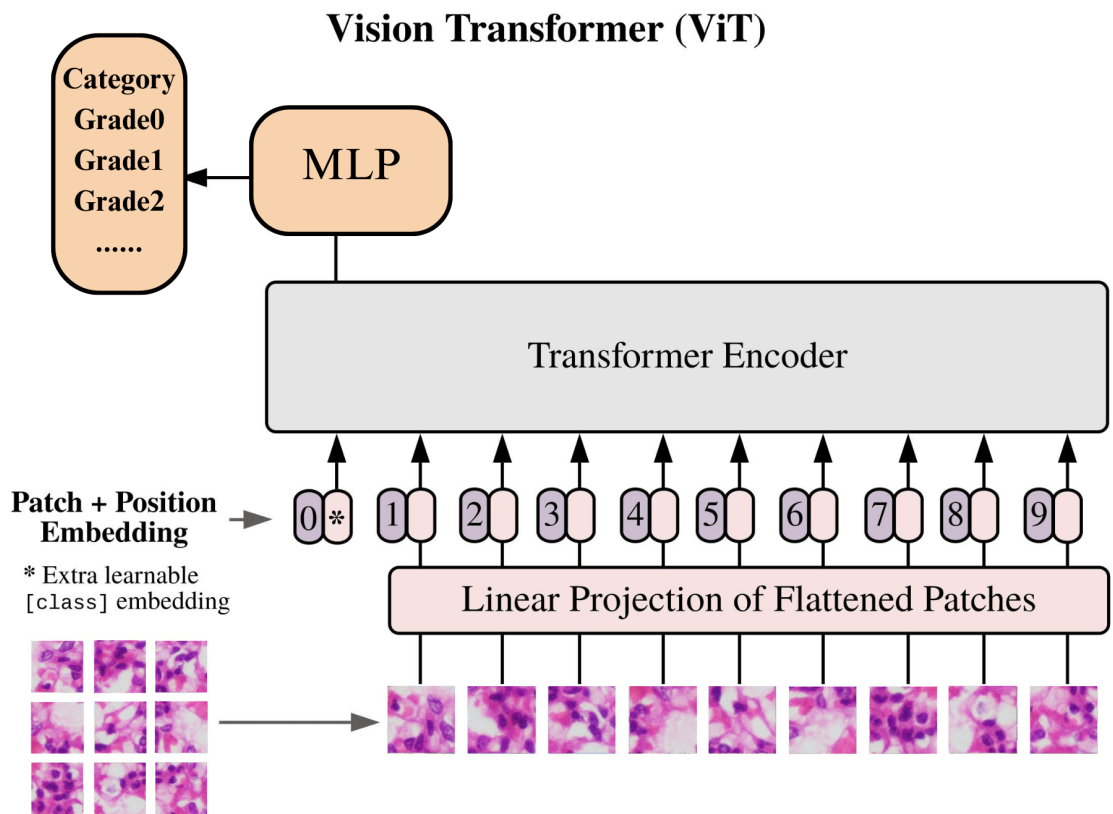 Vision Transformer (ViT)
Category
Grade0
Grade1
Grade2
......
MLP
Transformer Encoder
Patch + Position
Embedding
0 * 1 2 3 4 5 6 7 8 9
* Extra learnable
[class] embedding
Linear Projection of Flattened Patches